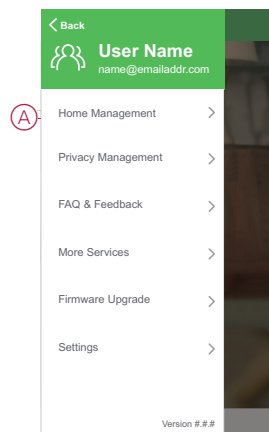 Back
User Name
name@emailaddr.com
A
Home Management
Privacy Management
FAQ & Feedback
More Services
Firmware Upgrade
Settings
Version #.#.#